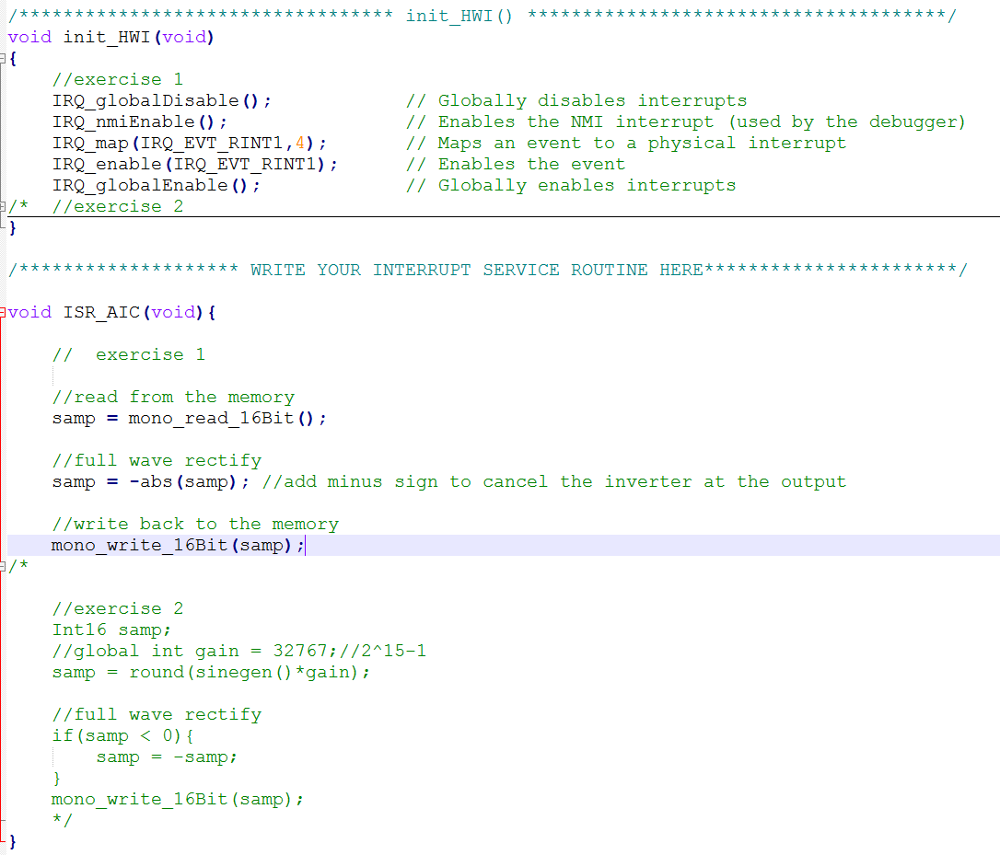 /********************************** init_HWI() **************************************/
void init_HWI(void)
{
    //exercise 1
    IRQ_globalDisable();            // Globally disables interrupts
    IRQ_nmiEnable();                // Enables the NMI interrupt (used by the debugger)
    IRQ_map(IRQ_EVT_RINT1,4);       // Maps an event to a physical interrupt
    IRQ_enable(IRQ_EVT_RINT1);      // Enables the event
    IRQ_globalEnable();             // Globally enables interrupts
/*  //exercise 2
}
/******************** WRITE YOUR INTERRUPT SERVICE ROUTINE HERE***********************/
void ISR_AIC(void){
    //  exercise 1
    //read from the memory
    samp = mono_read_16Bit();
    //full wave rectify
    samp = -abs(samp); //add minus sign to cancel the inverter at the output
    //write back to the memory
    mono_write_16Bit(samp);
/*
    //exercise 2
    Int16 samp;
    //global int gain = 32767;//2^15-1
    samp = round(sinegen()*gain);
    //full wave rectify
    if(samp < 0){
        samp = -samp;
    }
    mono_write_16Bit(samp);
    */
}